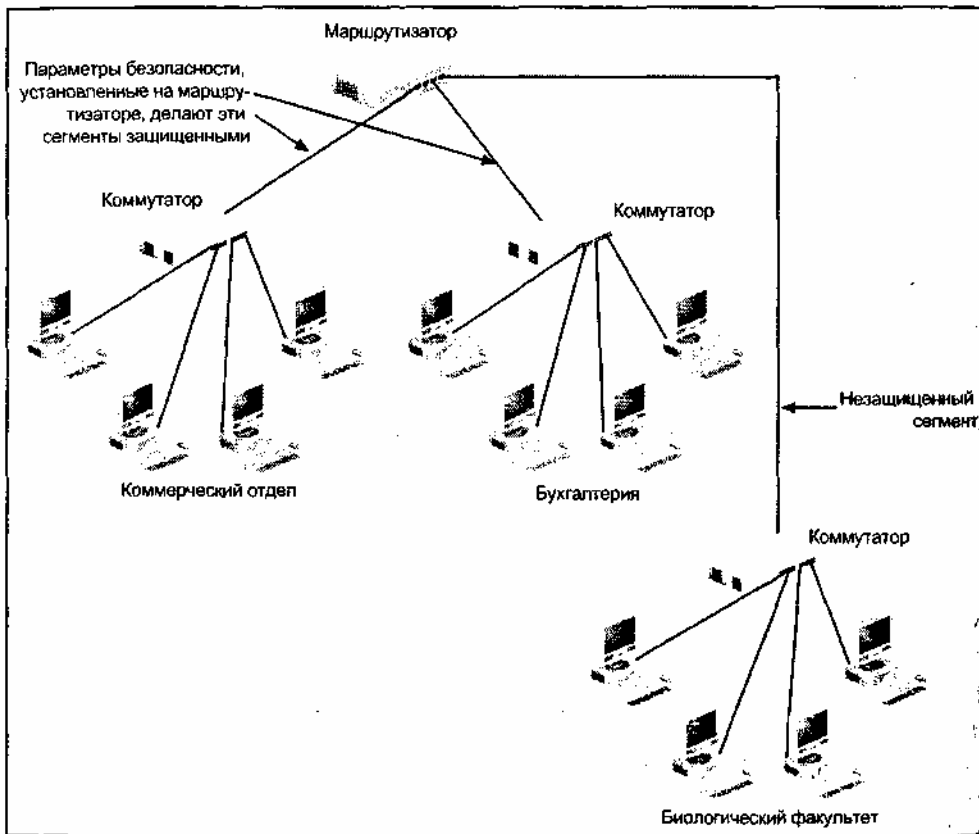 Маршрутизатор
Параметры безопасности,
установленные на маршру-
тизаторе, делают эти
сегменты защищенными
Коммутатор
Коммутатор
Незащищенный
сегмент
Коммерческий отдел
Бухгалтерия
Коммутатор
Биологический факультет